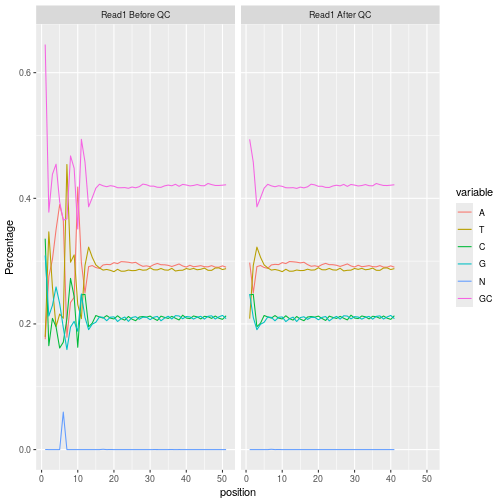 Read1 Before QC
Read1 After QC
0.6
0.4
0.2
0.0
0 10 20 30 40 50
0 10 20 30 40 50
position
Percentage
variable
A
T
C
G
N
GC